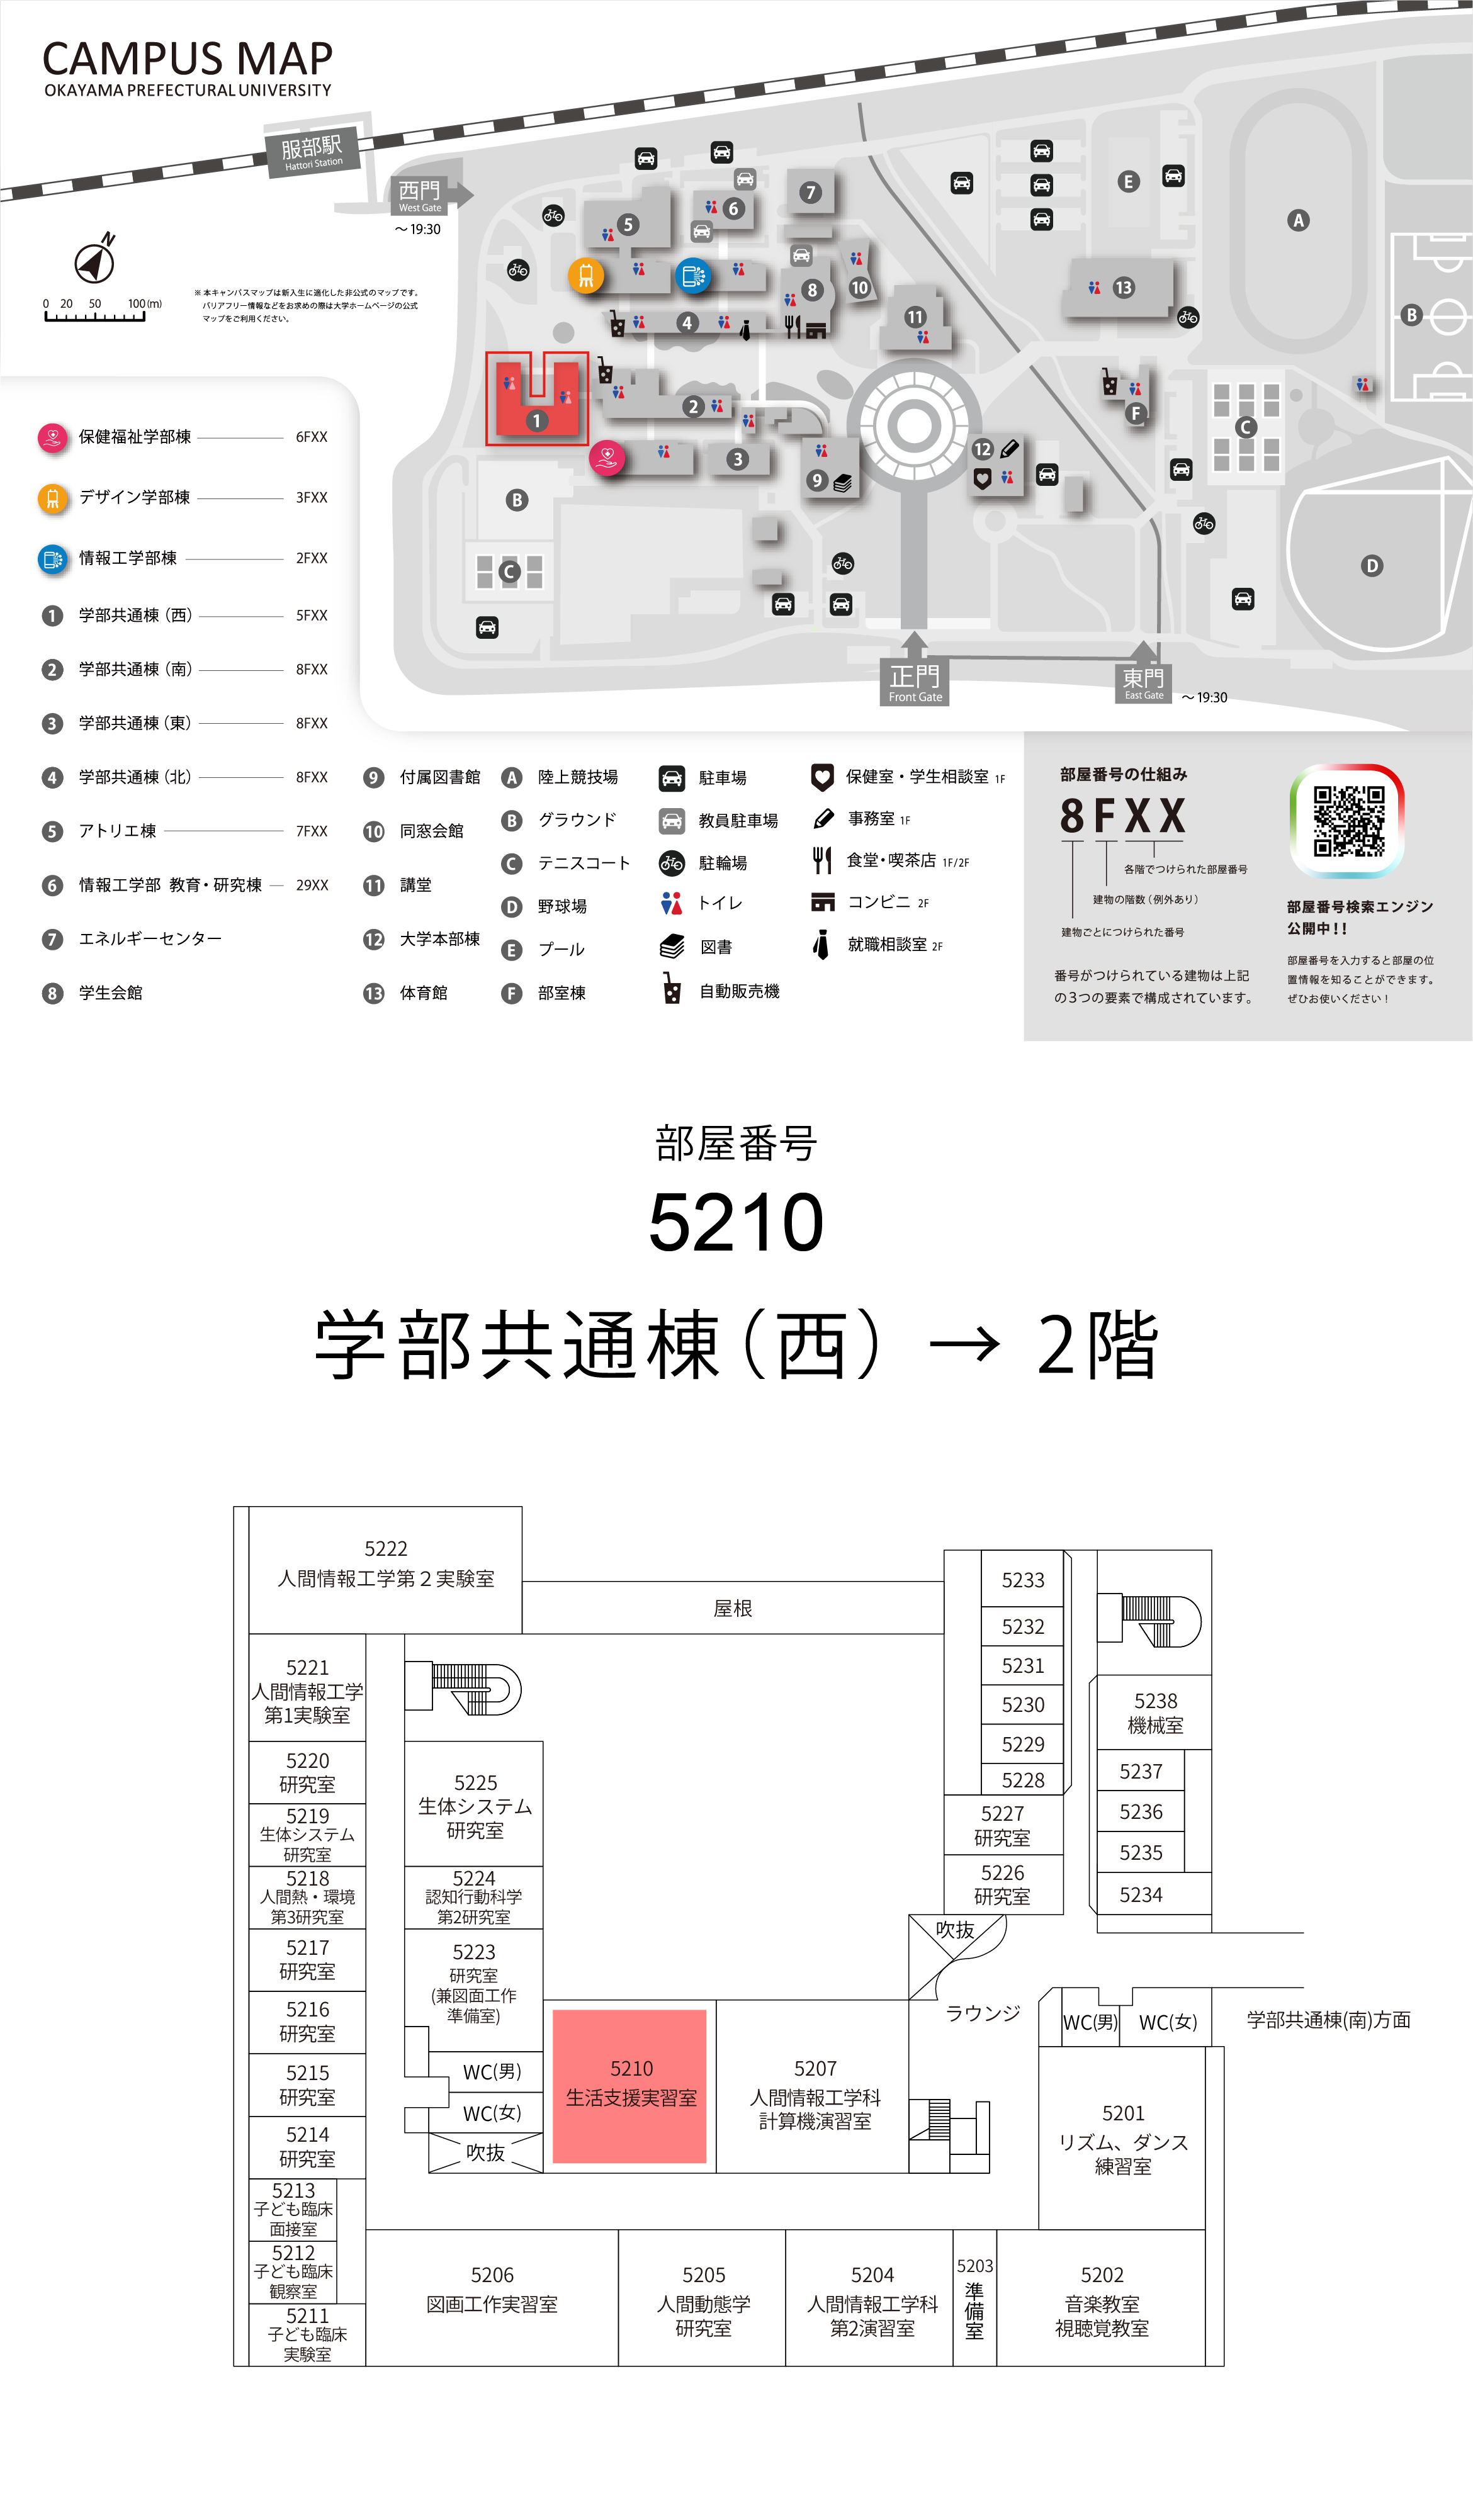 CAMPUS MAP
OKAYAMA PREFECTURAL UNIVERSITY
服部駅
Hattori Station
西門
West Gate
～19:30
N
0 20 50 100(m)
※ 本キャンパスマップは新入生に適化した非公式のマップです。
バリアフリー情報などをお求めの際は大学ホームページの公式
マップをご利用ください。
5
6
7
8
10
4
11
13
E
A
B
1
2
3
9
12
F
C
B
C
D
正門
Front Gate
東門
East Gate
～19:30
保健福祉学部棟 6FXX
デザイン学部棟 3FXX
情報工学部棟 2FXX
1 学部共通棟（西） 5FXX
2 学部共通棟（南） 8FXX
3 学部共通棟（東） 8FXX
4 学部共通棟（北） 8FXX
5 アトリエ棟 7FXX
6 情報工学部 教育・研究棟 29XX
7 エネルギーセンター
8 学生会館
9 付属図書館
10 同窓会館
11 講堂
12 大学本部棟
13 体育館
A 陸上競技場
B グラウンド
C テニスコート
D 野球場
E プール
F 部室棟
駐車場
教員駐車場
駐輪場
トイレ
図書
自動販売機
保健室・学生相談室 1F
事務室 1F
食堂・喫茶店 1F/2F
コンビニ 2F
就職相談室 2F
部屋番号の仕組み
8FXX
各階でつけられた部屋番号
建物の階数（例外あり）
建物ごとにつけられた番号
番号がつけられている建物は上記
の３つの要素で構成されています。
部屋番号検索エンジン
公開中！！
部屋番号を入力すると部屋の位
置情報を知ることができます。
ぜひお使いください！
部屋番号
5210
学部共通棟（西） → 2階
5222
人間情報工学第２実験室
屋根
5221
人間情報工学
第1実験室
5220
研究室
5219
生体システム
研究室
5218
人間熱・環境
第3研究室
5217
研究室
5216
研究室
5215
研究室
5214
研究室
5213
子ども臨床
面接室
5212
子ども臨床
観察室
5211
子ども臨床
実験室
5225
生体システム
研究室
5224
認知行動科学
第2研究室
5223
研究室
(兼図面工作
準備室)
WC(男)
WC(女)
吹抜
5210
生活支援実習室
5207
人間情報工学科
計算機演習室
5233
5232
5231
5230
5229
5228
5227
研究室
5226
研究室
吹抜
ラウンジ
5238
機械室
5237
5236
5235
5234
WC(男)
WC(女)
学部共通棟(南)方面
5201
リズム、ダンス
練習室
5206
図画工作実習室
5205
人間動態学
研究室
5204
人間情報工学科
第2演習室
5203
準備室
5202
音楽教室
視聴覚教室